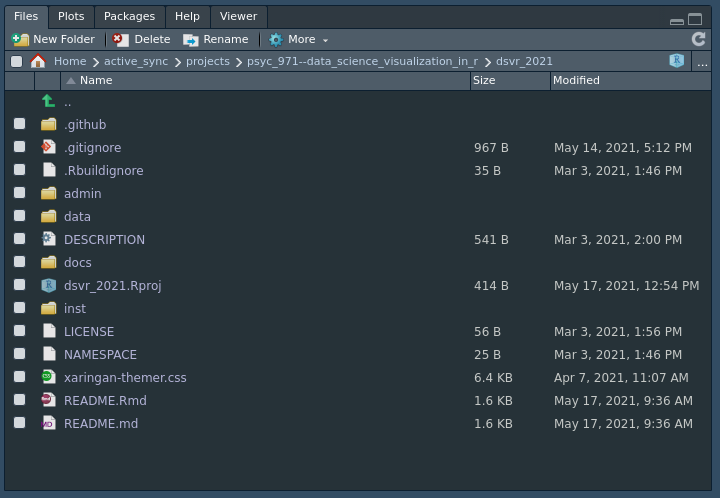 Files Plots Packages Help Viewer
New Folder Delete Rename More
Home active_sync projects psyc_971--data_science_visualization_in_r dsvr_2021 R ...
Name Size Modified
..
.github
.gitignore 967 B May 14, 2021, 5:12 PM
.Rbuildignore 35 B Mar 3, 2021, 1:46 PM
admin
data
DESCRIPTION 541 B Mar 3, 2021, 2:00 PM
docs
R dsvr_2021.Rproj 414 B May 17, 2021, 12:54 PM
inst
LICENSE 56 B Mar 3, 2021, 1:56 PM
NAMESPACE 25 B Mar 3, 2021, 1:46 PM
CSS xaringan-themer.css 6.4 KB Apr 7, 2021, 11:07 AM
README.Rmd 1.6 KB May 17, 2021, 9:36 AM
MD README.md 1.6 KB May 17, 2021, 9:36 AM